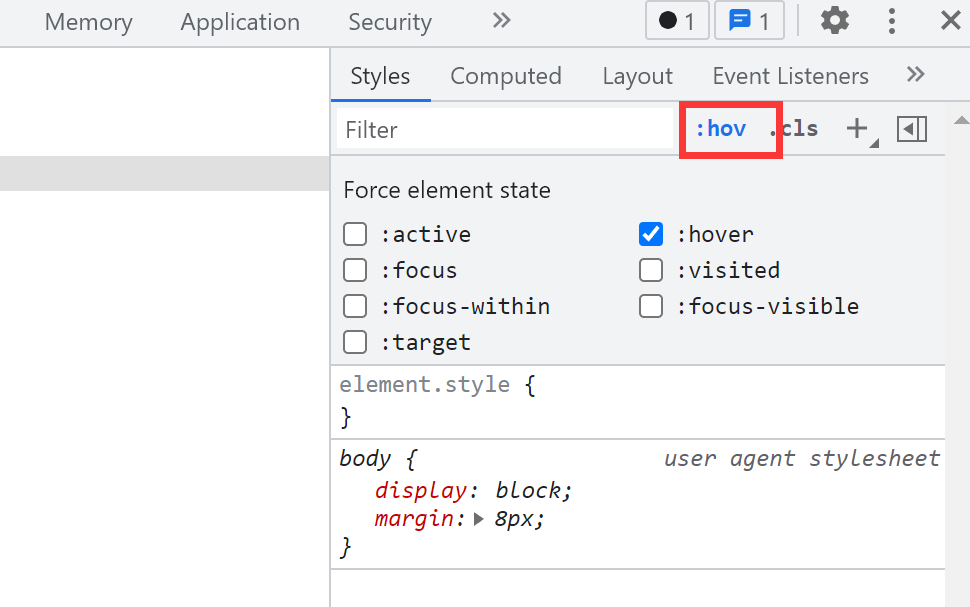 Memory Application Security 1 1
Styles Computed Layout Event Listeners
Filter :hov .cls
Force element state
:active :hover
:focus :visited
:focus-within :focus-visible
:target
element.style {
}
body { user agent stylesheet
display: block;
margin: 8px;
}